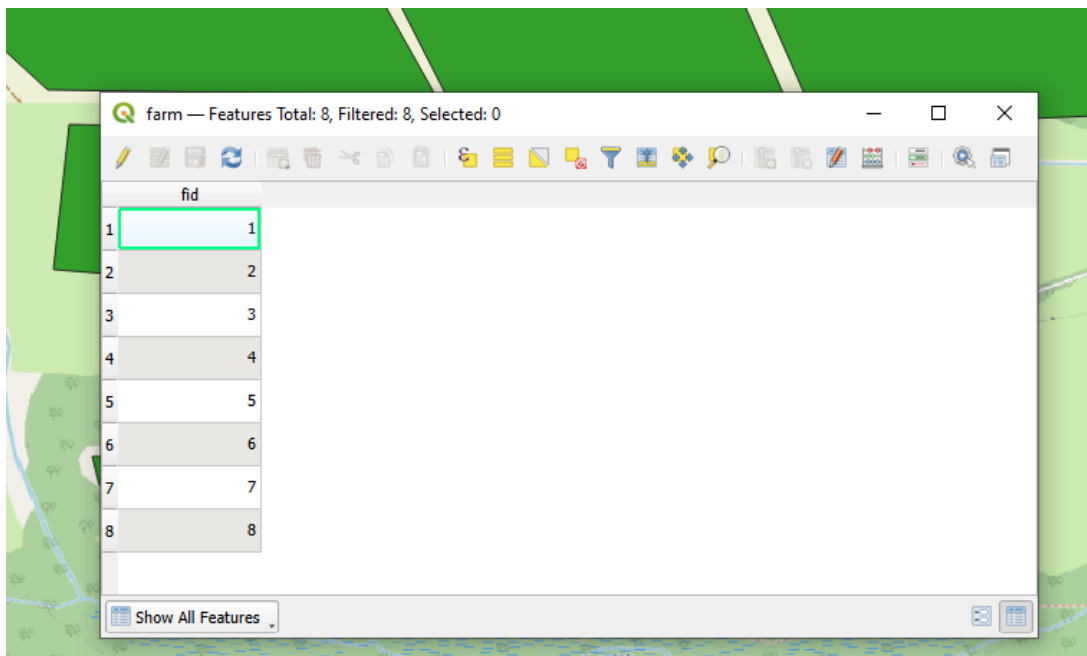 farm — Features Total: 8, Filtered: 8, Selected: 0
fid
1 1
2 2
3 3
4 4
5 5
6 6
7 7
8 8
Show All Features